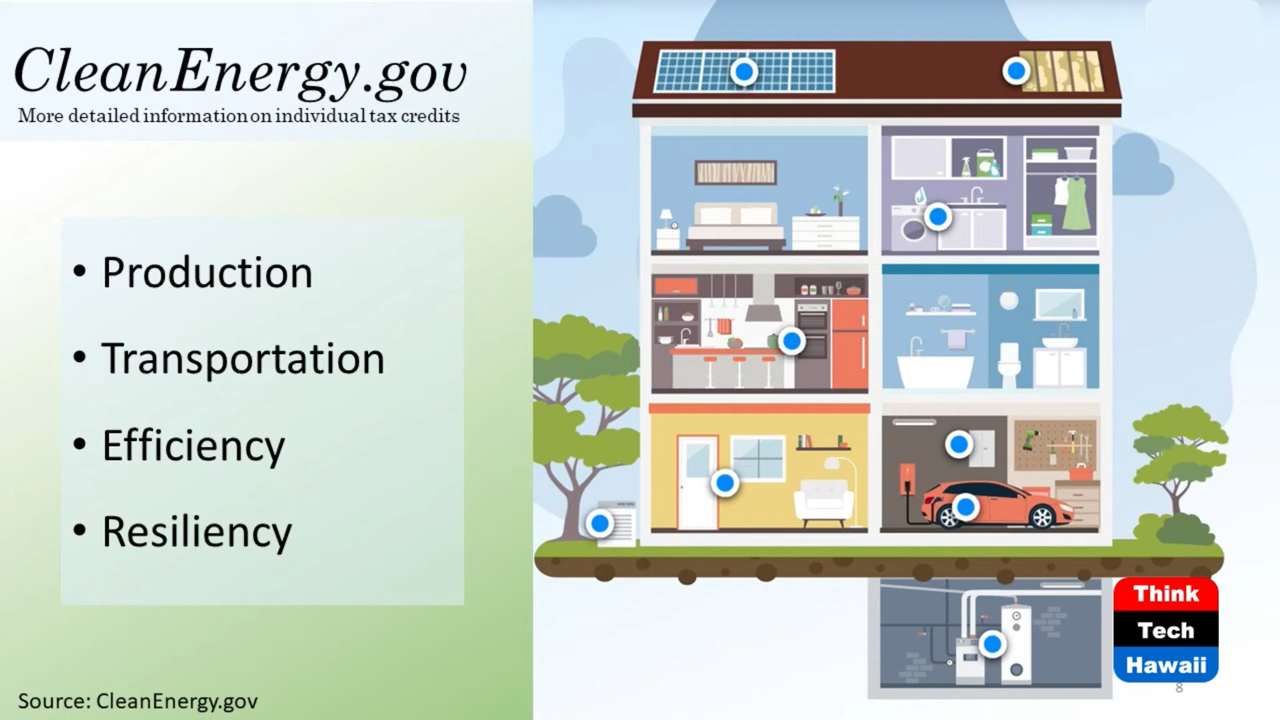 CleanEnergy.gov
More detailed information on individual tax credits
• Production
• Transportation
• Efficiency
• Resiliency
Source: CleanEnergy.gov
Think
Tech
Hawaii
8